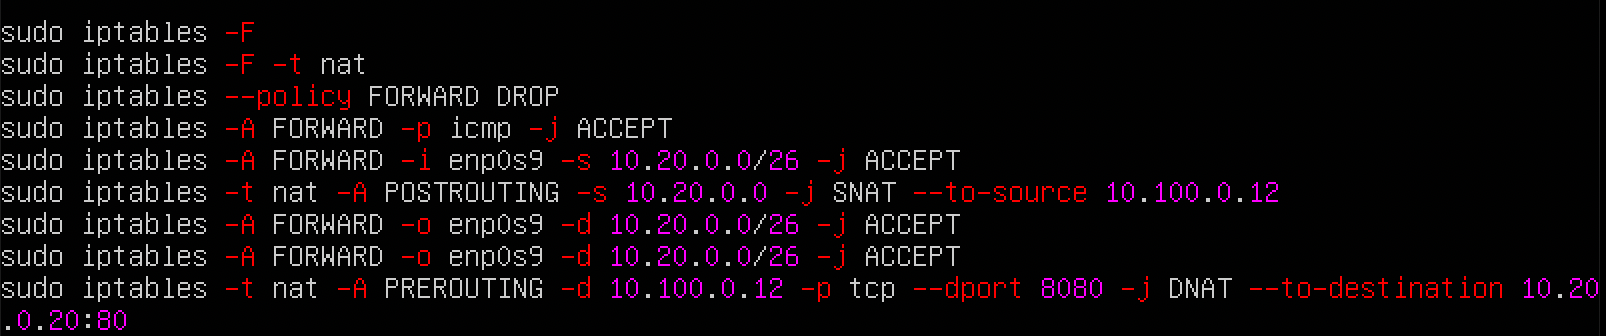 sudo iptables -F
sudo iptables -F -t nat
sudo iptables --policy FORWARD DROP
sudo iptables -A FORWARD -p icmp -j ACCEPT
sudo iptables -A FORWARD -i enp0s9 -s 10.20.0.0/26 -j ACCEPT
sudo iptables -t nat -A POSTROUTING -s 10.20.0.0 -j SNAT --to-source 10.100.0.12
sudo iptables -A FORWARD -o enp0s9 -d 10.20.0.0/26 -j ACCEPT
sudo iptables -A FORWARD -o enp0s9 -d 10.20.0.0/26 -j ACCEPT
sudo iptables -t nat -A PREROUTING -d 10.100.0.12 -p tcp --dport 8080 -j DNAT --to-destination 10.20
.0.20:80